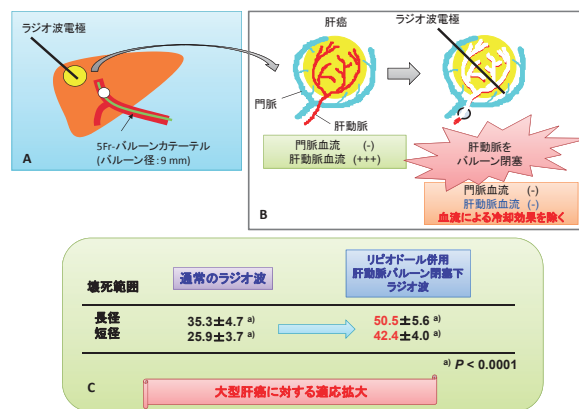 ラジオ波電極
5Fr-バルーンカテーテル
(バルーン径:9 mm)
A
肝癌
ラジオ波電極
門脈
肝動脈
門脈血流 (-)
肝動脈血流 (+++)
肝動脈を
バルーン閉塞
門脈血流 (-)
肝動脈血流 (-)
血流による冷却効果を除く
B
壊死範囲
通常のラジオ波
リピオドール併用
肝動脈バルーン閉塞下
ラジオ波
長径 35.3±4.7 a) 50.5±5.6 a)
短径 25.9±3.7 a) 42.4±4.0 a)
a) P < 0.0001
C
大型肝癌に対する適応拡大